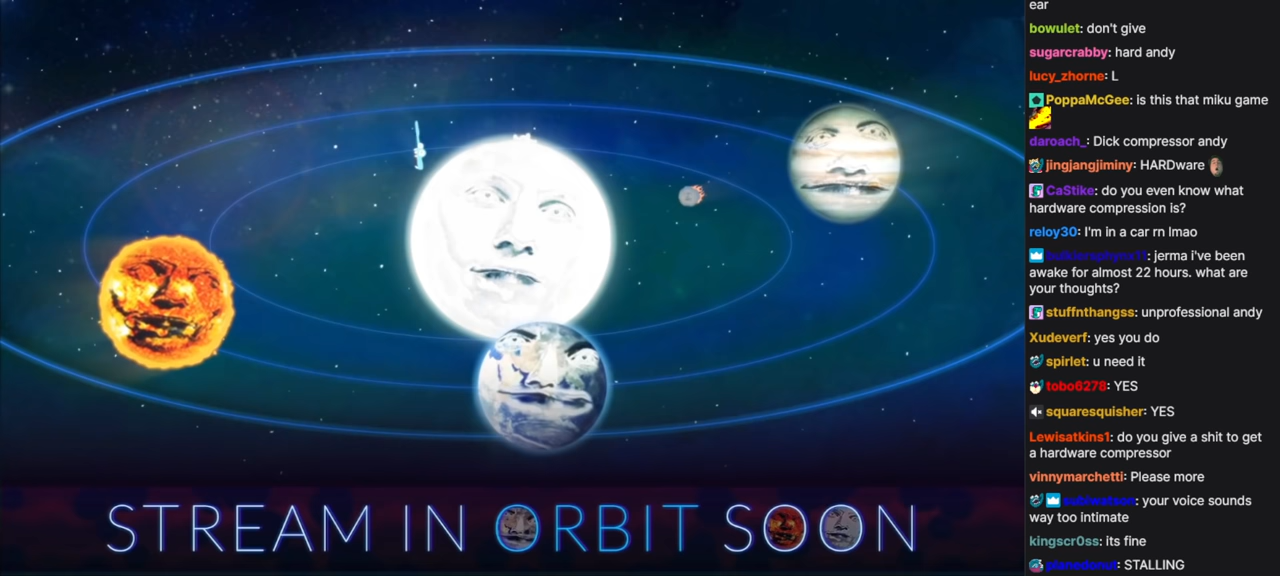 STREAM IN ORBIT SOON
ear
bowulet: don't give
sugarcrabby: hard andy
lucy_zhorne: L
PoppaMcGee: is this that miku game
daroach_: Dick compressor andy
jingjangjiminy: HARDware
CaStike: do you even know what
hardware compression is?
reloy30: I'm in a car rn lmao
: jerma i've been
awake for almost 22 hours. what are
your thoughts?
stuffnthangss: unprofessional andy
Xudeverf: yes you do
spirlet: u need it
tobo6278: YES
squaresquisher: YES
Lewisatkins1: do you give a shit to get
a hardware compressor
vinnymarchetti: Please more
: your voice sounds
way too intimate
kingscr0ss: its fine
planedonut: STALLING